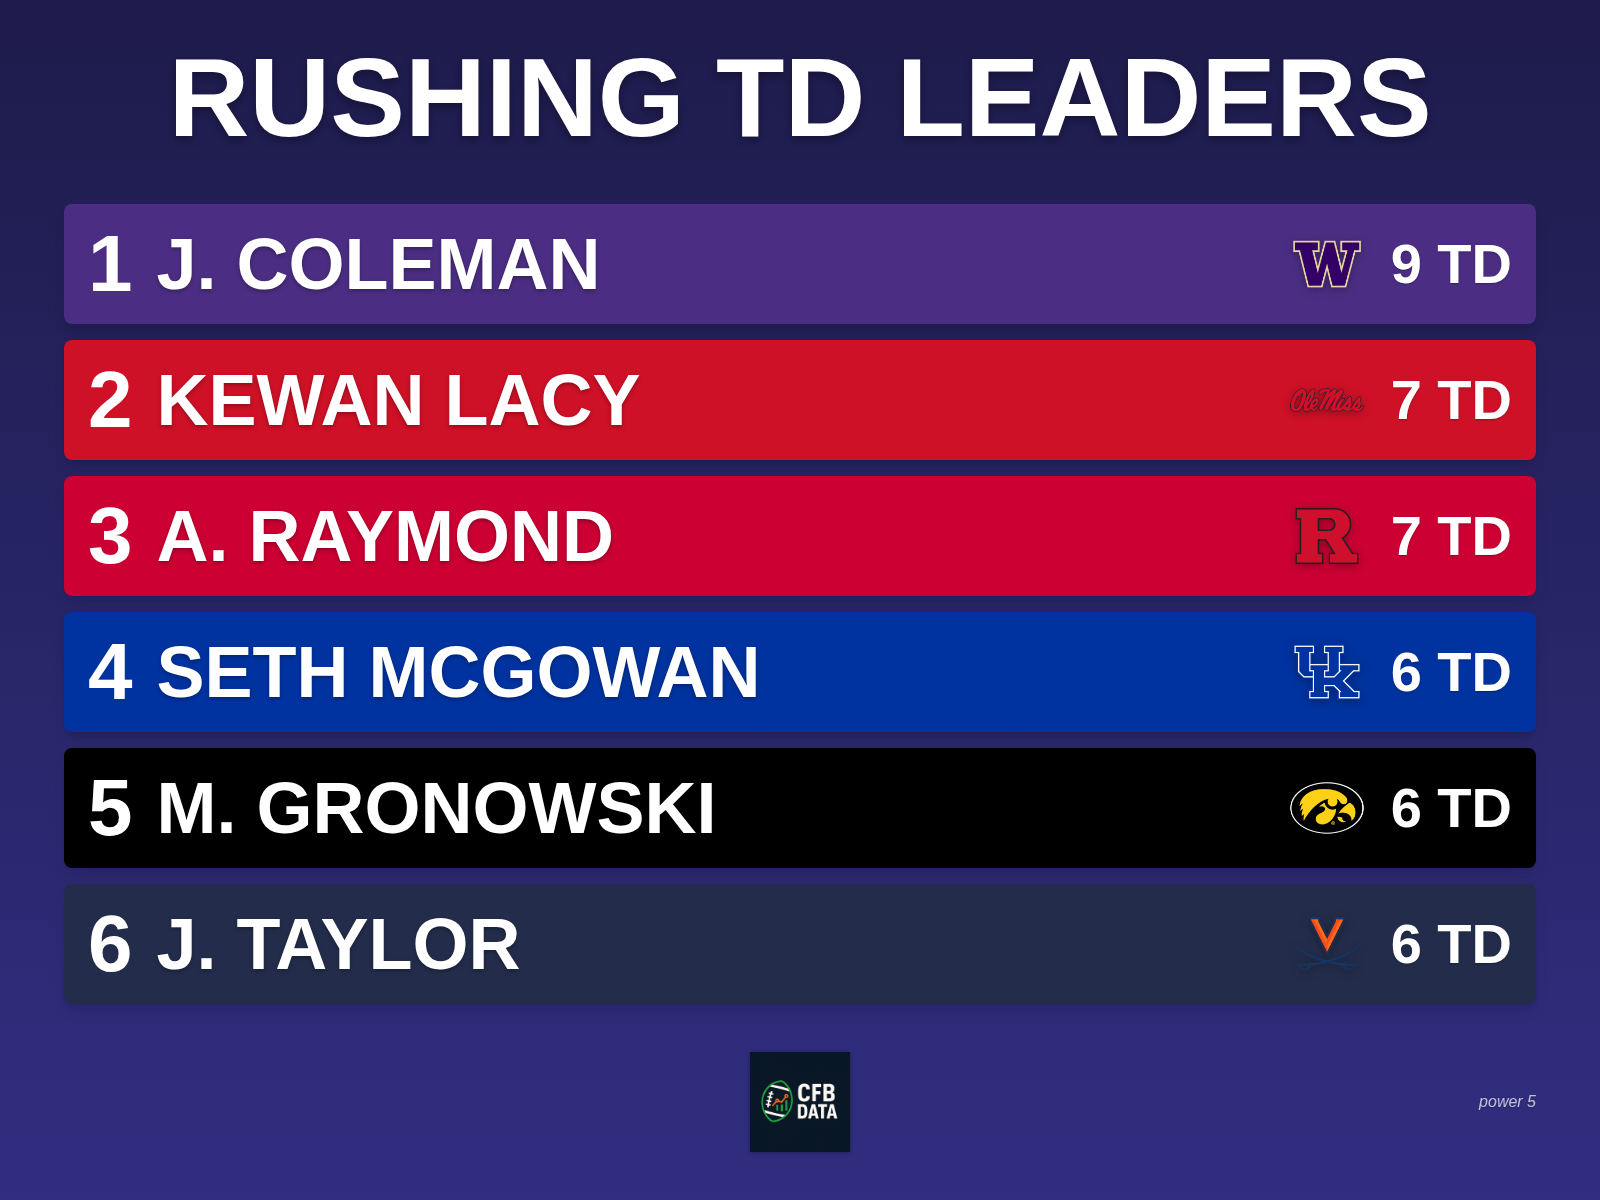 RUSHING TD LEADERS
1 J. COLEMAN W 9 TD
2 KEWAN LACY Ole Miss 7 TD
3 A. RAYMOND R 7 TD
4 SETH MCGOWAN UK 6 TD
5 M. GRONOWSKI 6 TD
6 J. TAYLOR V 6 TD
CFB
DATA
power 5